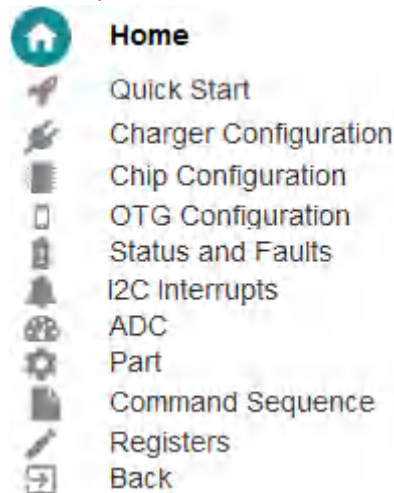 Home
Quick Start
Charger Configuration
Chip Configuration
OTG Configuration
Status and Faults
I2C Interrupts
ADC
Part
Command Sequence
Registers
Back